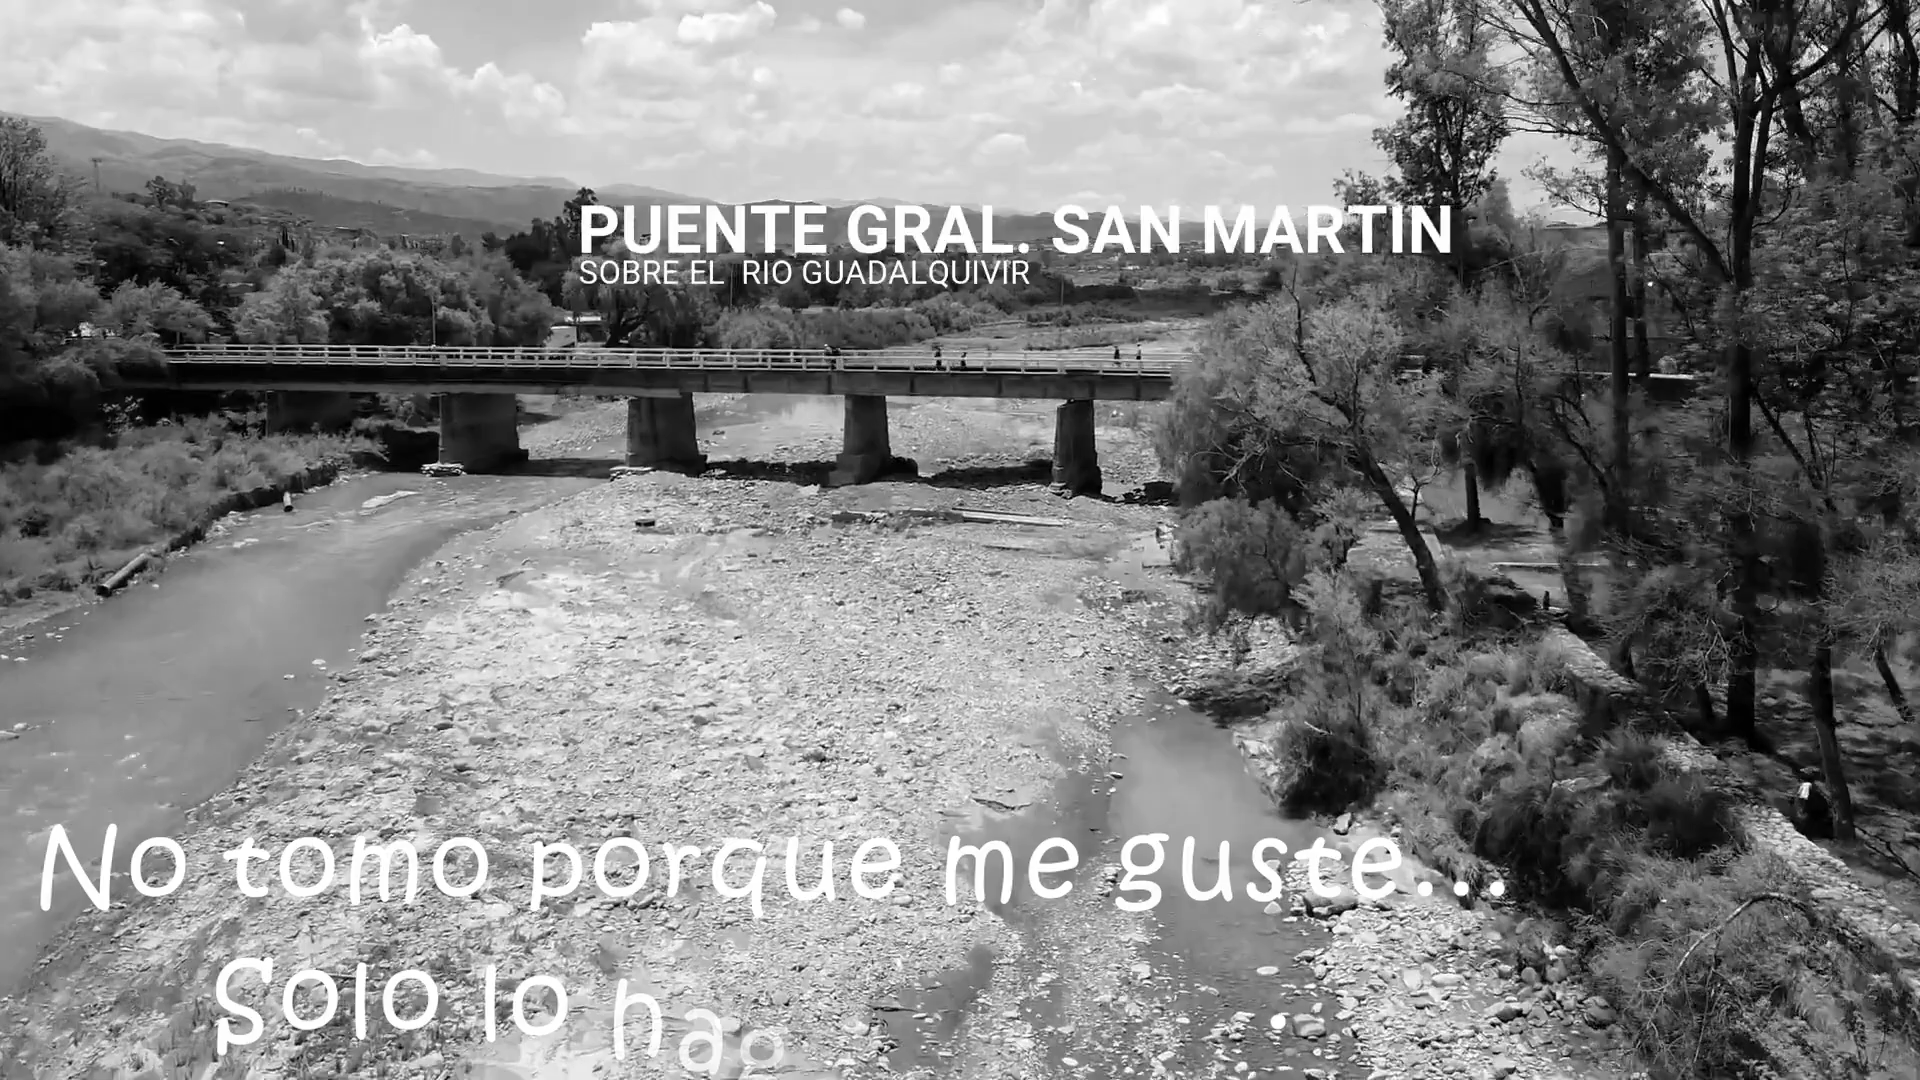 PUENTE GRAL. SAN MARTIN
SOBRE EL RIO GUADALQUIVIR
No tomo porque me guste...
Solo lo